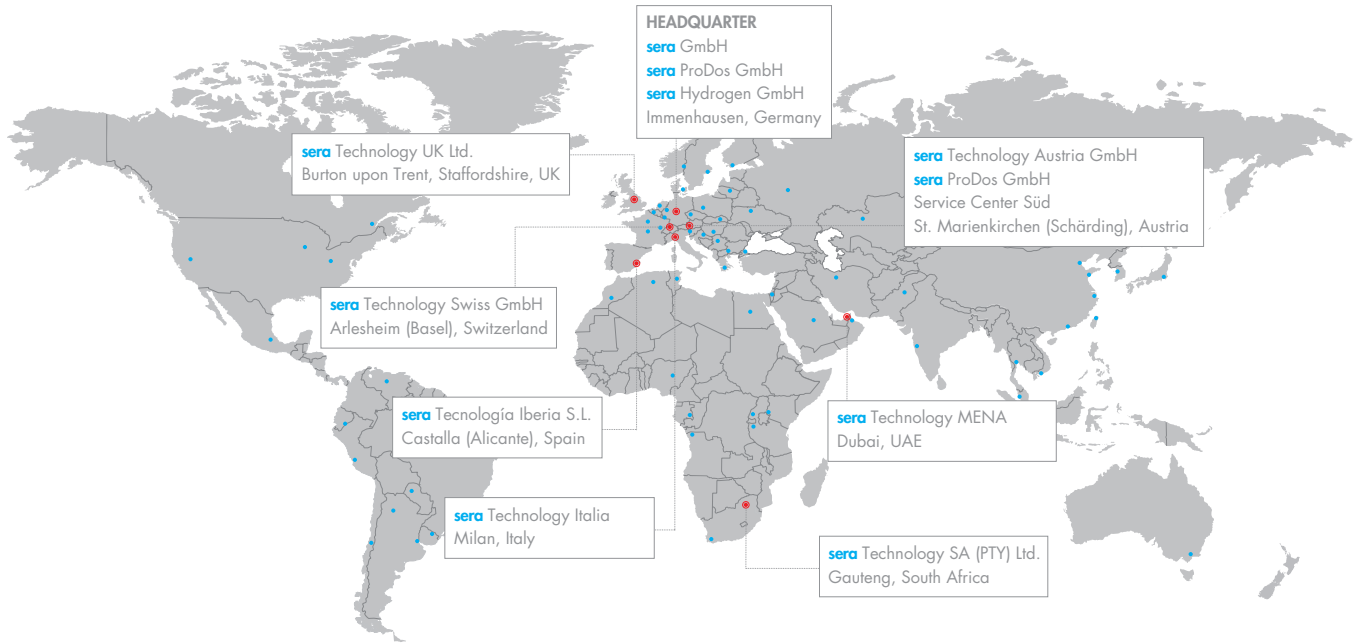 HEADQUARTER
sera GmbH
sera ProDos GmbH
sera Hydrogen GmbH
Immenhausen, Germany
sera Technology UK Ltd.
Burton upon Trent, Staffordshire, UK
sera Technology Austria GmbH
sera ProDos GmbH
Service Center Süd
St. Marienkirchen (Schärding), Austria
sera Technology Swiss GmbH
Arlesheim (Basel), Switzerland
sera Tecnología Iberia S.L.
Castalla (Alicante), Spain
sera Technology MENA
Dubai, UAE
sera Technology Italia
Milan, Italy
sera Technology SA (PTY) Ltd.
Gauteng, South Africa